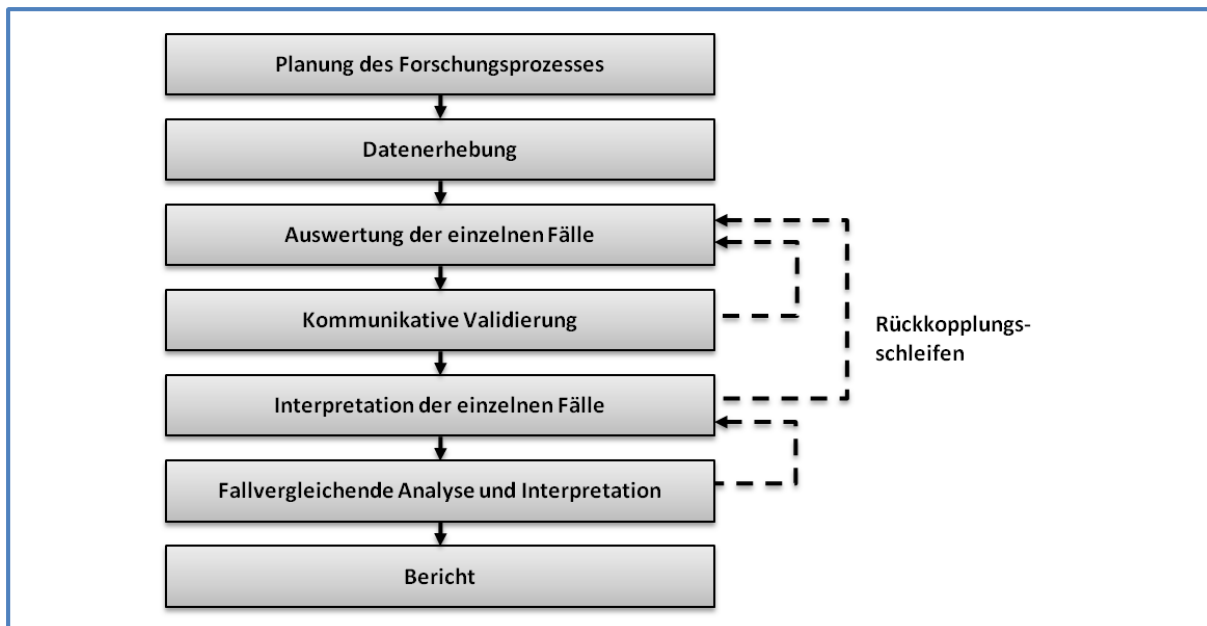 Planung des Forschungsprozesses
Datenerhebung
Auswertung der einzelnen Fälle
Kommunikative Validierung
Rückkopplungs-
schleifen
Interpretation der einzelnen Fälle
Fallvergleichende Analyse und Interpretation
Bericht